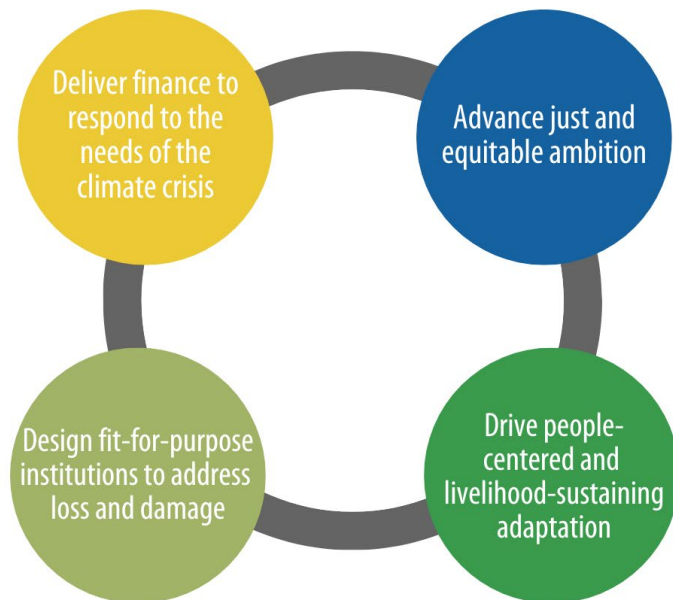 Deliver finance to
respond to the
needs of the
climate crisis
Advance just and
equitable ambition
Design fit-for-purpose
institutions to address
loss and damage
Drive people-
centered and
livelihood-sustaining
adaptation